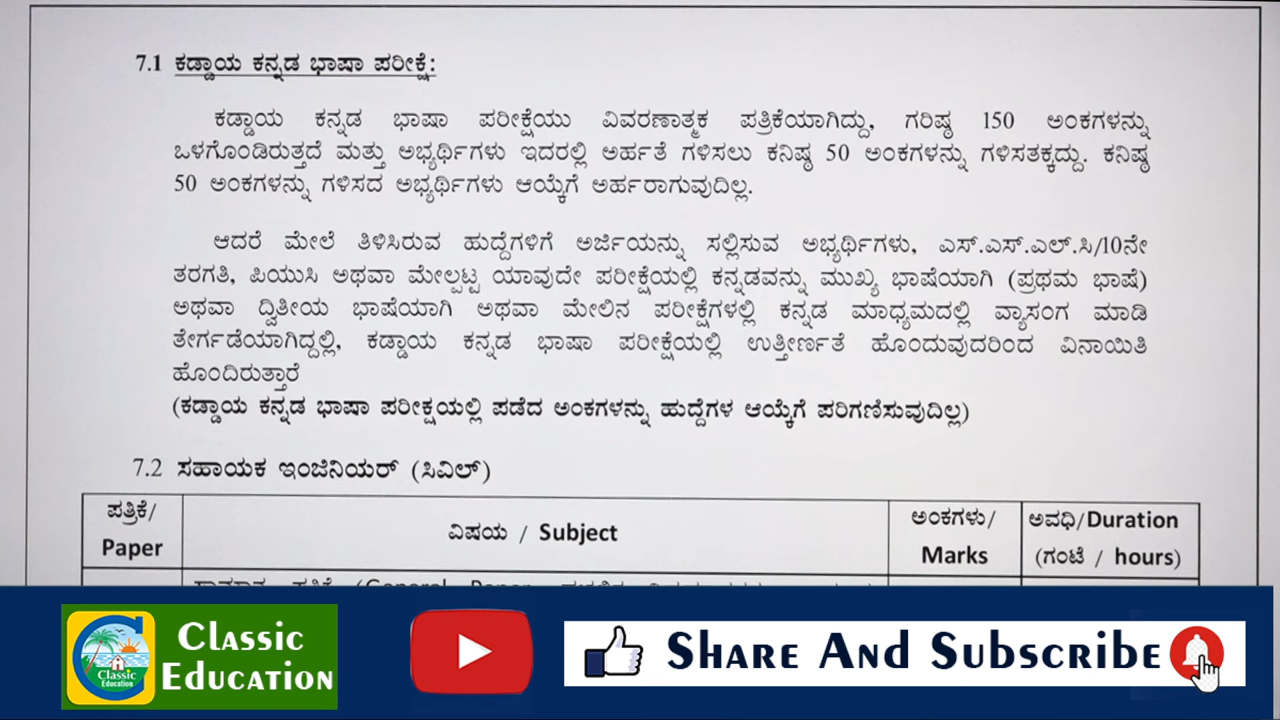 7.1 ಕಡ್ಡಾಯ ಕನ್ನಡ ಭಾಷಾ ಪರೀಕ್ಷೆ:
ಕಡ್ಡಾಯ ಕನ್ನಡ ಭಾಷಾ ಪರೀಕ್ಷೆಯು ವಿವರಣಾತ್ಮಕ ಪತ್ರಿಕೆಯಾಗಿದ್ದು, ಗರಿಷ್ಠ 150 ಅಂಕಗಳನ್ನು
ಒಳಗೊಂಡಿರುತ್ತದೆ ಮತ್ತು ಅಭ್ಯರ್ಥಿಗಳು ಇದರಲ್ಲಿ ಅರ್ಹತೆ ಗಳಿಸಲು ಕನಿಷ್ಠ 50 ಅಂಕಗಳನ್ನು ಗಳಿಸತಕ್ಕದ್ದು. ಕನಿಷ್ಠ
50 ಅಂಕಗಳನ್ನು ಗಳಿಸದ ಅಭ್ಯರ್ಥಿಗಳು ಆಯ್ಕೆಗೆ ಅರ್ಹರಾಗುವುದಿಲ್ಲ.
ಆದರೆ ಮೇಲೆ ತಿಳಿಸಿರುವ ಹುದ್ದೆಗಳಿಗೆ ಅರ್ಜಿಯನ್ನು ಸಲ್ಲಿಸುವ ಅಭ್ಯರ್ಥಿಗಳು, ಎಸ್.ಎಸ್.ಎಲ್.ಸಿ/10ನೇ
ತರಗತಿ, ಪಿಯುಸಿ ಅಥವಾ ಮೇಲ್ಪಟ್ಟ ಯಾವುದೇ ಪರೀಕ್ಷೆಯಲ್ಲಿ ಕನ್ನಡವನ್ನು ಮುಖ್ಯ ಭಾಷೆಯಾಗಿ (ಪ್ರಥಮ ಭಾಷೆ)
ಅಥವಾ ದ್ವಿತೀಯ ಭಾಷೆಯಾಗಿ ಅಥವಾ ಮೇಲಿನ ಪರೀಕ್ಷೆಗಳಲ್ಲಿ ಕನ್ನಡ ಮಾಧ್ಯಮದಲ್ಲಿ ವ್ಯಾಸಂಗ ಮಾಡಿ
ತೇರ್ಗಡೆಯಾಗಿದ್ದಲ್ಲಿ, ಕಡ್ಡಾಯ ಕನ್ನಡ ಭಾಷಾ ಪರೀಕ್ಷೆಯಲ್ಲಿ ಉತ್ತೀರ್ಣತೆ ಹೊಂದುವುದರಿಂದ ವಿನಾಯಿತಿ
ಹೊಂದಿರುತ್ತಾರೆ
(ಕಡ್ಡಾಯ ಕನ್ನಡ ಭಾಷಾ ಪರೀಕ್ಷಯಲ್ಲಿ ಪಡೆದ ಅಂಕಗಳನ್ನು ಹುದ್ದೆಗಳ ಆಯ್ಕೆಗೆ ಪರಿಗಣಿಸುವುದಿಲ್ಲ)
7.2 ಸಹಾಯಕ ಇಂಜಿನಿಯರ್ (ಸಿವಿಲ್)
ಪತ್ರಿಕೆ/
Paper
ವಿಷಯ / Subject
ಅಂಕಗಳು/
Marks
ಅವಧಿ/Duration
(ಗಂಟೆ / hours)
CLASSIC
EDUCATION
Classic
Education
SHARE AND SUBSCRIBE